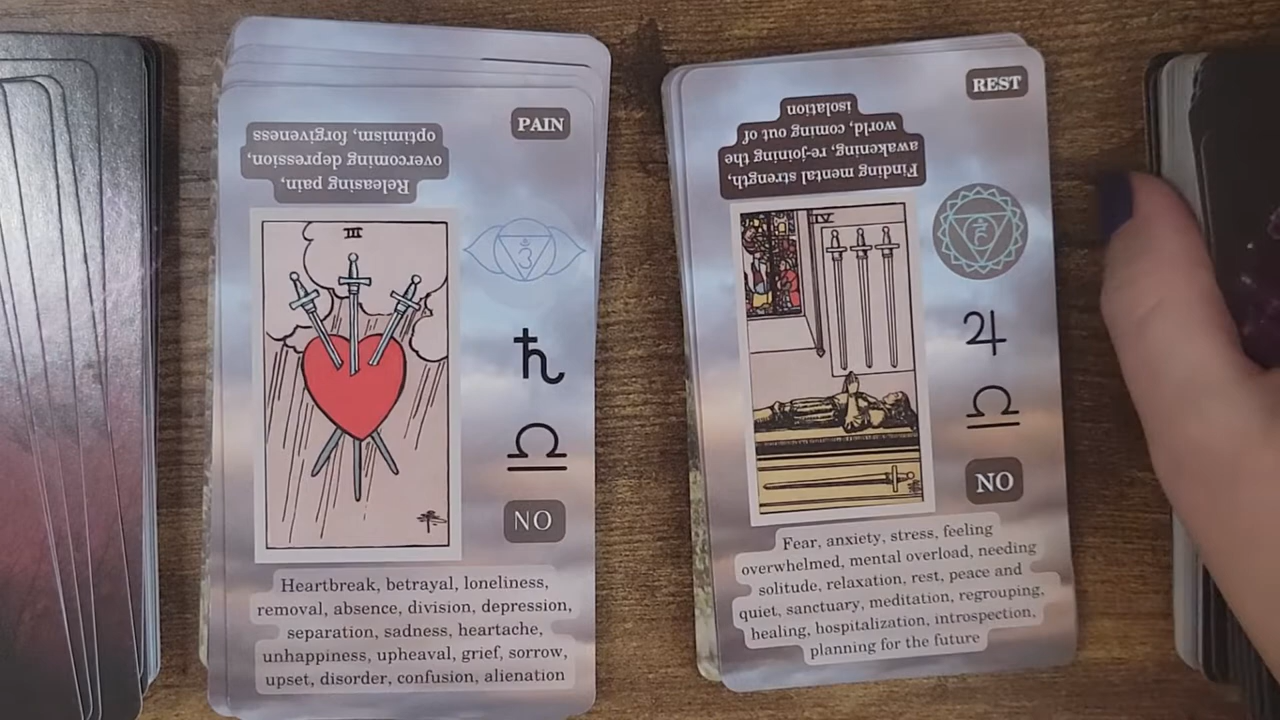 PAIN
Releasing pain,
overcoming depression,
optimism, forgiveness
III
NO
Heartbreak, betrayal, loneliness,
removal, absence, division, depression,
separation, sadness, heartache,
unhappiness, upheaval, grief, sorrow,
upset, disorder, confusion, alienation
REST
Finding mental strength,
awakening, re-joining the
world, coming out of
isolation
IV
NO
Fear, anxiety, stress, feeling
overwhelmed, mental overload, needing
solitude, relaxation, rest, peace and
quiet, sanctuary, meditation, regrouping,
healing, hospitalization, introspection,
planning for the future